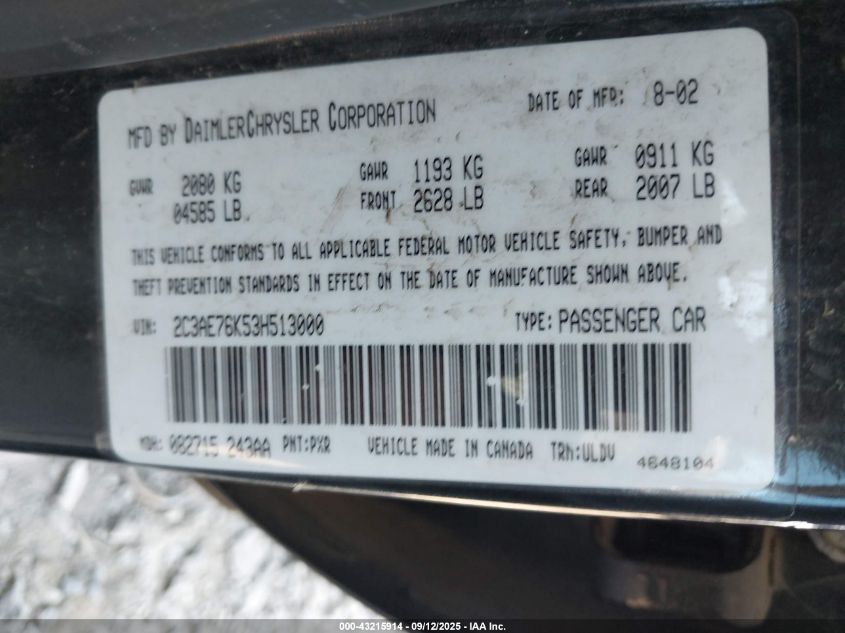 MFD BY DAIMLERCHRYSLER CORPORATION DATE OF MFR: 8-02
GVWR 2080 KG GAWR 1193 KG GAWR 0911 KG
04585 LB FRONT 2628 LB REAR 2007 LB
THIS VEHICLE CONFORMS TO ALL APPLICABLE FEDERAL MOTOR VEHICLE SAFETY, BUMPER AND
THEFT PREVENTION STANDARDS IN EFFECT ON THE DATE OF MANUFACTURE SHOWN ABOVE.
VIN: 2C3AE76K53H513000 TYPE: PASSENGER CAR
MDH: 082715 243AA PNT:PXR VEHICLE MADE IN CANADA TRM:ULDV
4648104
000-43215914 - 09/12/2025 - IAA Inc.